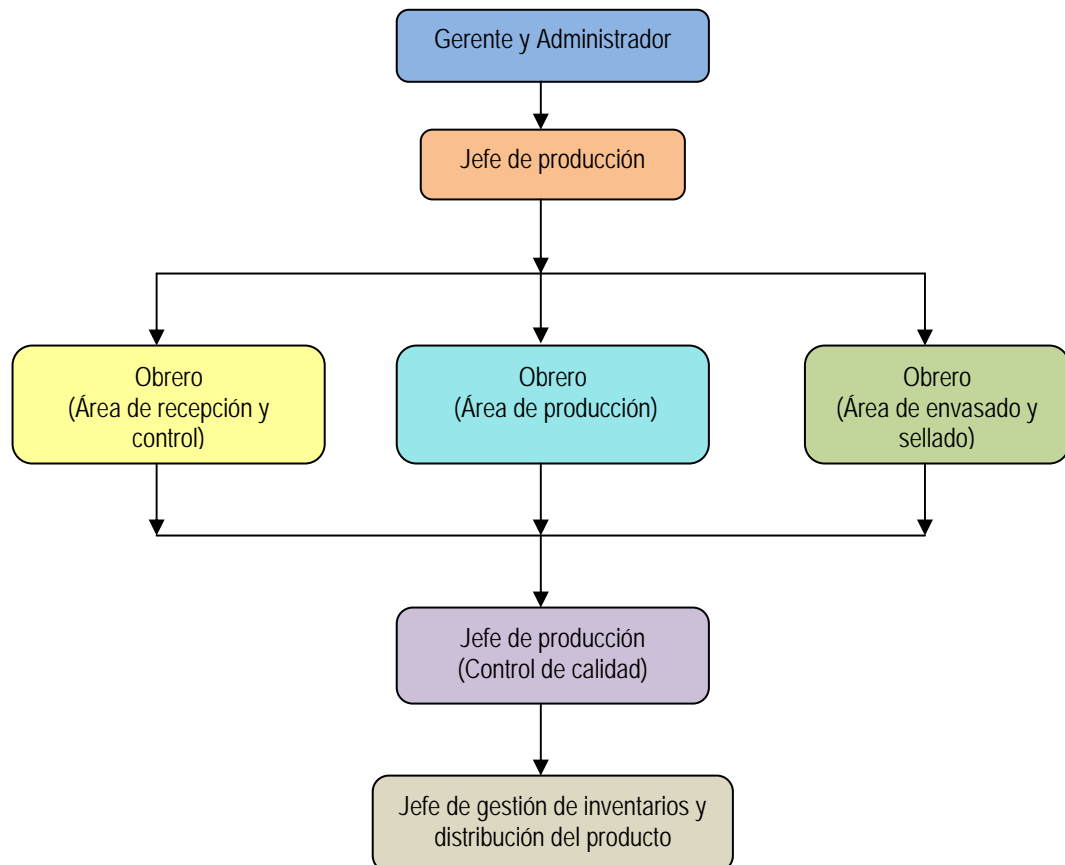 Gerente y Administrador
Jefe de producción
Obrero
(Área de recepción y
control)
Obrero
(Área de producción)
Obrero
(Área de envasado y
sellado)
Jefe de producción
(Control de calidad)
Jefe de gestión de inventarios y
distribución del producto